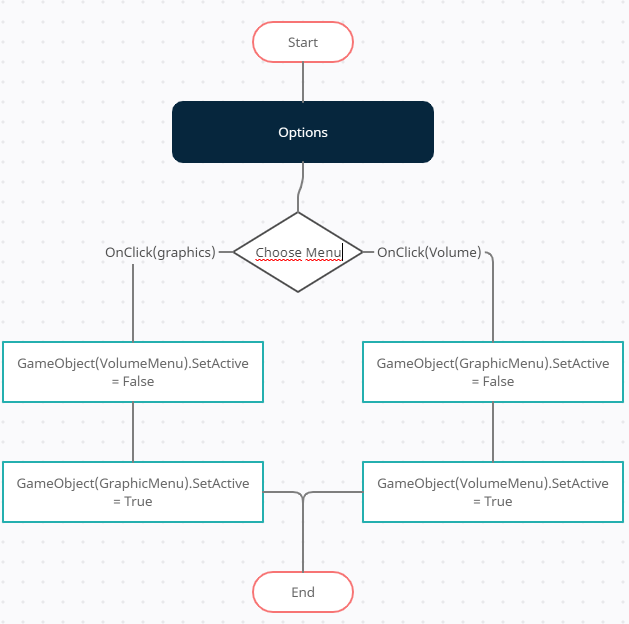 Start
Options
OnClick(graphics)
Choose Menu
OnClick(Volume)
GameObject(VolumeMenu).SetActive
= False
GameObject(GraphicMenu).SetActive
= False
GameObject(GraphicMenu).SetActive
= True
GameObject(VolumeMenu).SetActive
= True
End